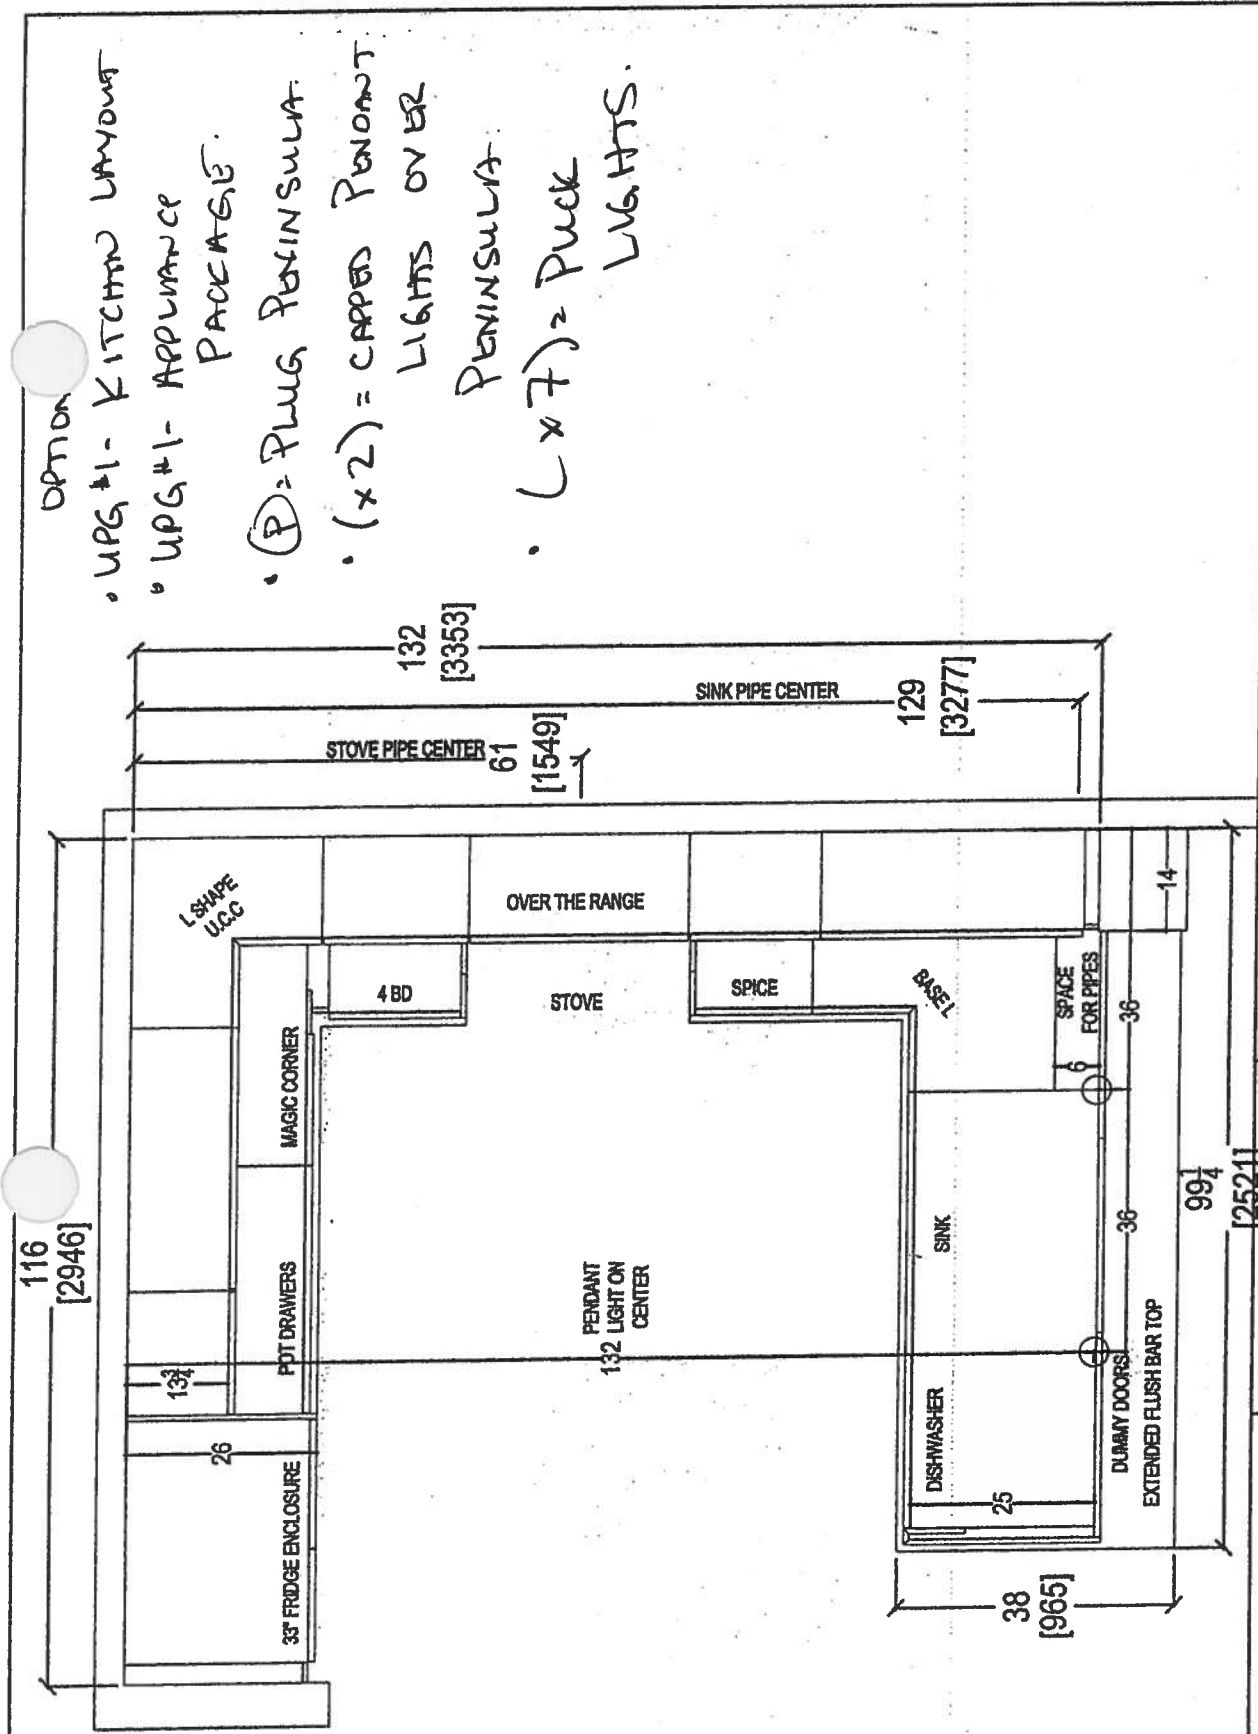 OPTION
• UPG #1 - KITCHEN LAYOUT
• UPG #1 - APPLIANCE
PACKAGE.
• (P) = PLUG PENINSULA.
• (x2) = CAPPED PENDANT
LIGHTS OVER
PENINSULA.
• (x7) = PUCK
LIGHTS.
132
[3353]
SINK PIPE CENTER
129
[3277]
STOVE PIPE CENTER
61
[1549]
116
[2946]
L SHAPE
U.C.C
OVER THE RANGE
14
4 BD
STOVE
SPICE
BASE L
SPACE
FOR PIPES
6
36
MAGIC CORNER
POT DRAWERS
13 3/4
26
33" FRIDGE ENCLOSURE
PENDANT
132 LIGHT ON
CENTER
SINK
36
DISHWASHER
25
DUMMY DOORS
EXTENDED FLUSH BAR TOP
99 1/4
[2521]
38
[965]